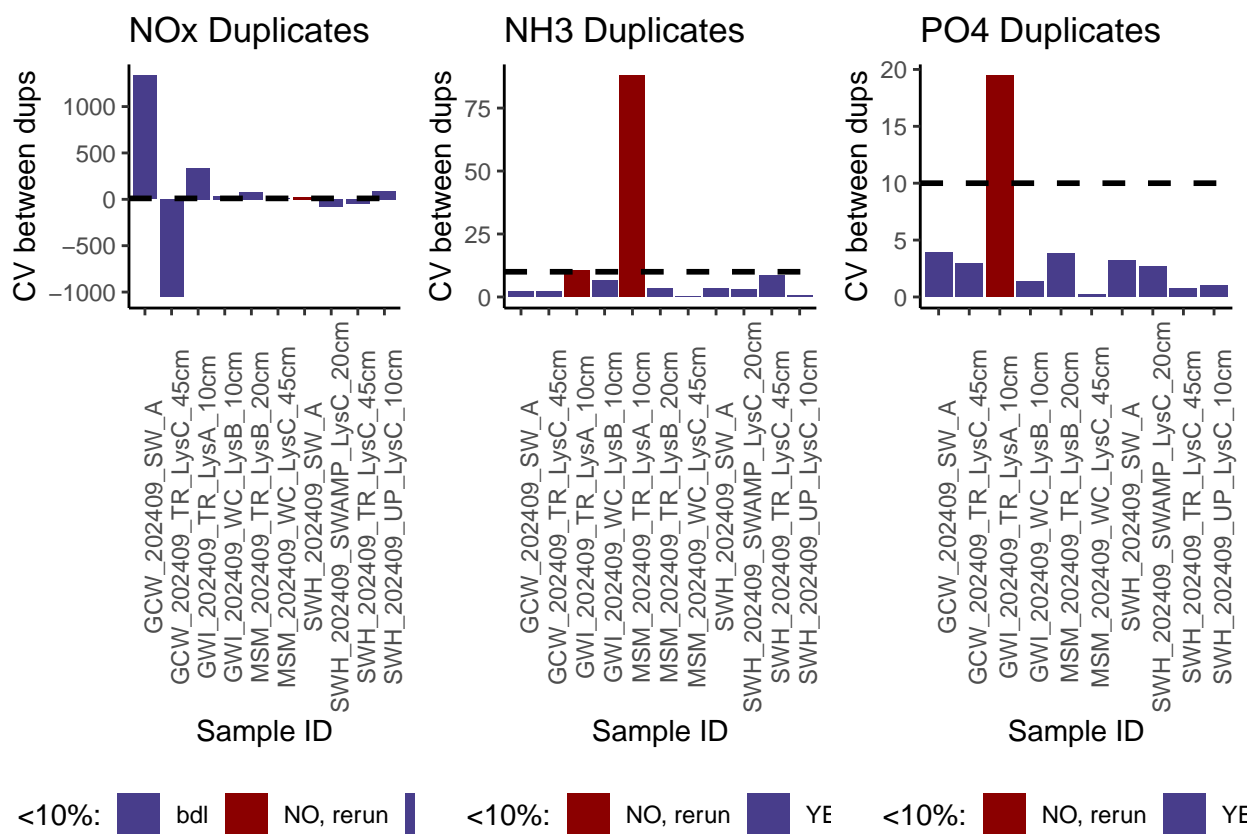 NOx Duplicates
CV between dups
1000
500
0
−500
−1000
GCW_202409_SW_A
GCW_202409_TR_LysC_45cm
GWI_202409_TR_LysA_10cm
GWI_202409_WC_LysB_10cm
MSM_202409_TR_LysB_20cm
MSM_202409_WC_LysC_45cm
SWH_202409_SW_A
SWH_202409_SWAMP_LysC_20cm
SWH_202409_TR_LysC_45cm
SWH_202409_UP_LysC_10cm
Sample ID
<10%: bdl NO, rerun
NH3 Duplicates
CV between dups
75
50
25
0
GCW_202409_SW_A
GCW_202409_TR_LysC_45cm
GWI_202409_TR_LysA_10cm
GWI_202409_WC_LysB_10cm
MSM_202409_TR_LysA_10cm
MSM_202409_TR_LysB_20cm
MSM_202409_WC_LysC_45cm
SWH_202409_SW_A
SWH_202409_SWAMP_LysC_20cm
SWH_202409_TR_LysC_45cm
SWH_202409_UP_LysC_10cm
Sample ID
<10%: NO, rerun YE
PO4 Duplicates
CV between dups
20
15
10
5
0
GCW_202409_SW_A
GCW_202409_TR_LysC_45cm
GWI_202409_TR_LysA_10cm
GWI_202409_WC_LysB_10cm
MSM_202409_TR_LysB_20cm
MSM_202409_WC_LysC_45cm
SWH_202409_SW_A
SWH_202409_SWAMP_LysC_20cm
SWH_202409_TR_LysC_45cm
SWH_202409_UP_LysC_10cm
Sample ID
<10%: NO, rerun YE